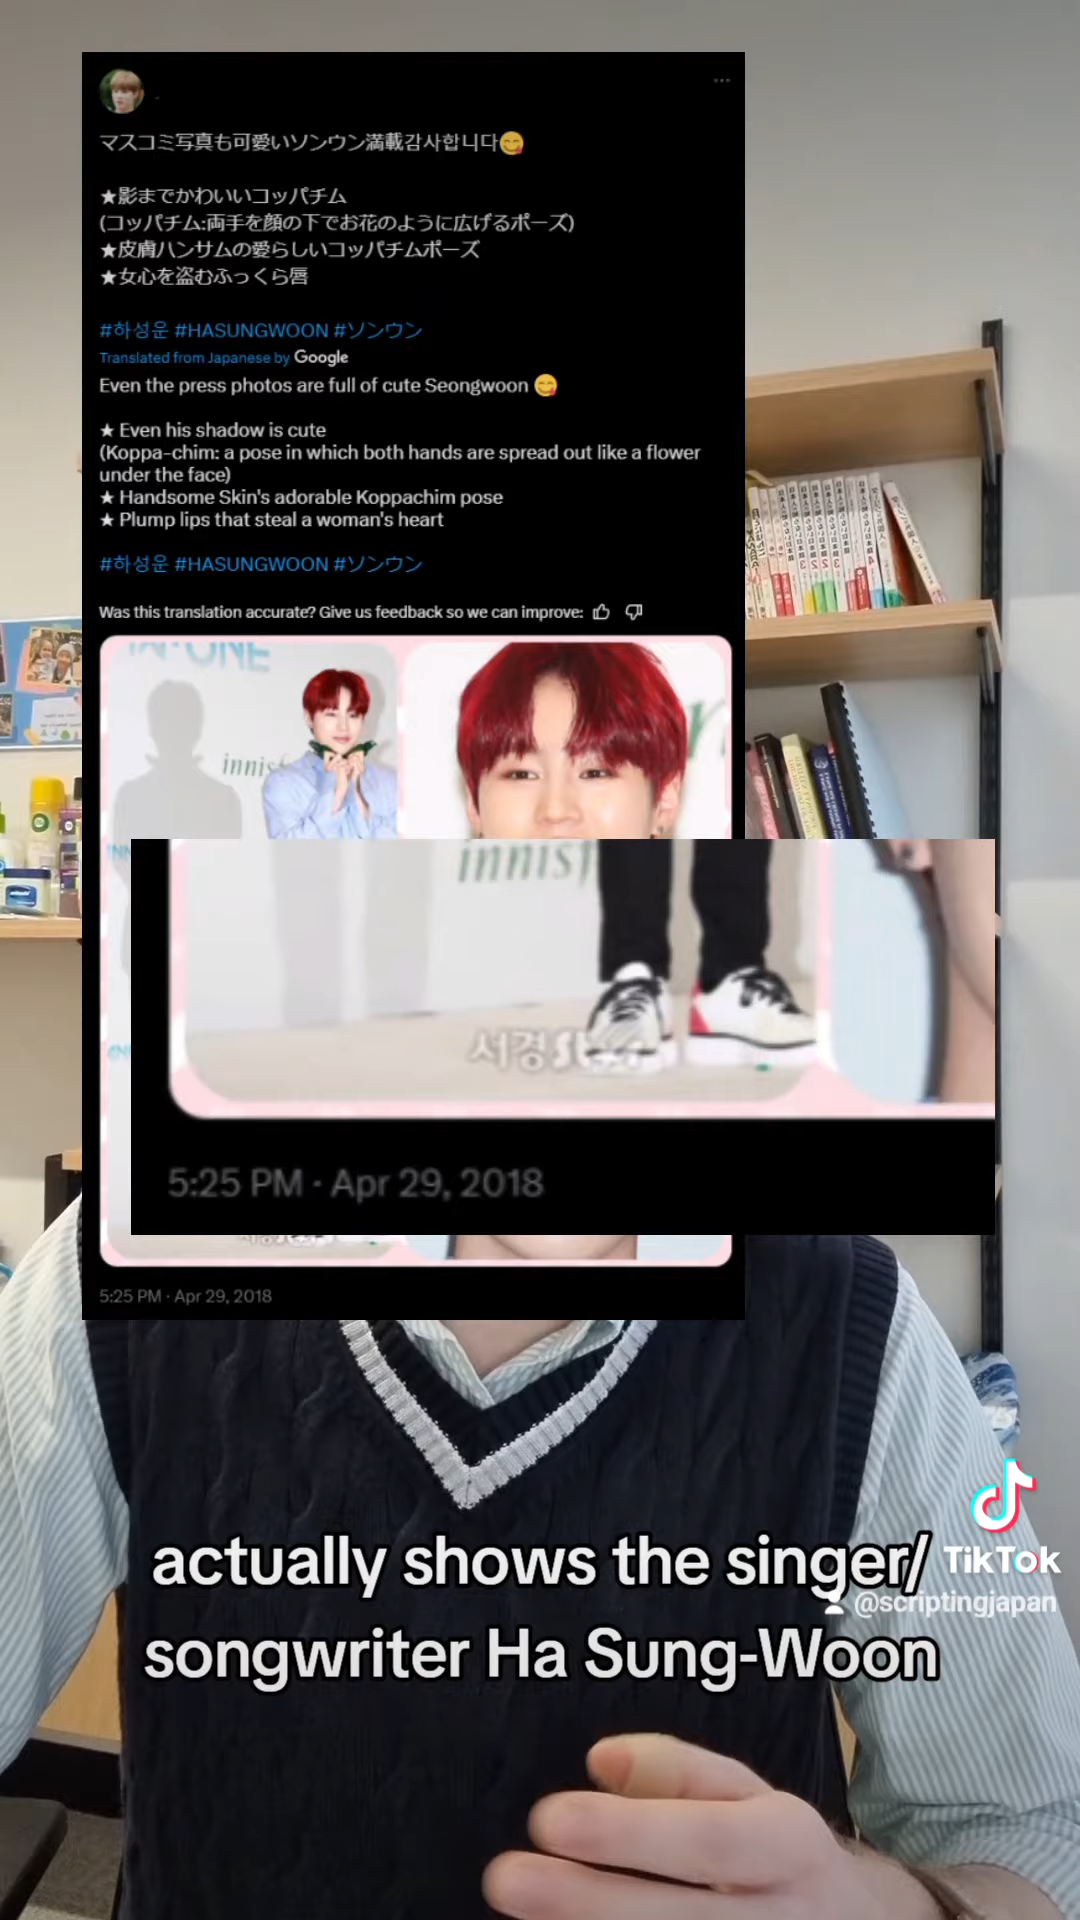 マスコミ写真も可愛いソンウン満載감사합니다😋
★影までかわいいコッパチム
(コッパチム:両手を顔の下でお花のように広げるポーズ)
★皮膚ハンサムの愛らしいコッパチムポーズ
★女心を盗むふっくら唇
#하성운 #HASUNGWOON #ソンウン
Translated from Japanese by Google
Even the press photos are full of cute Seongwoon 😋
★ Even his shadow is cute
(Koppa-chim: a pose in which both hands are spread out like a flower
under the face)
★ Handsome Skin's adorable Koppachim pose
★ Plump lips that steal a woman's heart
#하성운 #HASUNGWOON #ソンウン
Was this translation accurate? Give us feedback so we can improve:
innisf
서경
5:25 PM · Apr 29, 2018
5:25 PM · Apr 29, 2018
actually shows the singer/
songwriter Ha Sung-Woon
TikTok
@scriptingjapan